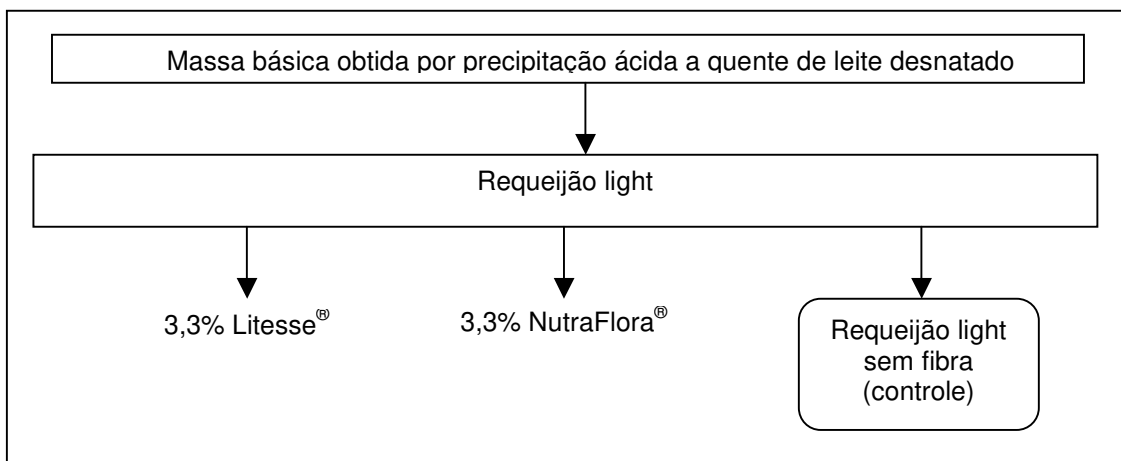 Massa básica obtida por precipitação ácida a quente de leite desnatado
Requeijão light
3,3% Litesse®
3,3% NutraFlora®
Requeijão light
sem fibra
(controle)